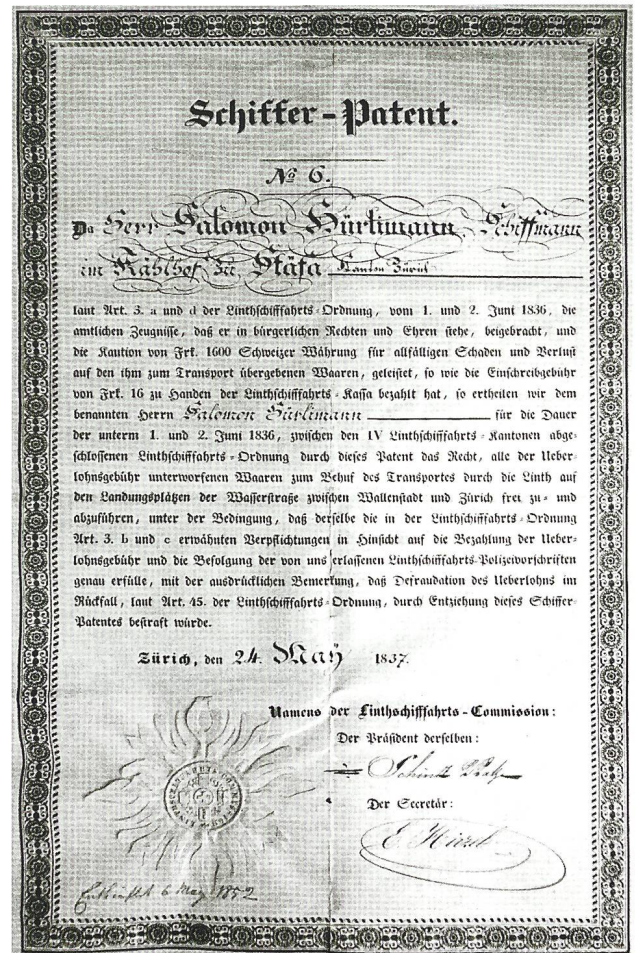 Schiffer-Patent.
No 6.
Da Herr Salomon Hürlimann, Schiffmann
im Kählhof zu Stäfa Kanton Zürich
laut Art. 3. a und d der Linthschifffahrts-Ordnung, vom 1. und 2. Juni 1836, die
amtlichen Zeugnisse, daß er in bürgerlichen Rechten und Ehren stehe, beigebracht, und
die Kaution von Frk. 1600 Schweizer Währung für allfälligen Schaden und Verlust
auf den ihm zum Transport übergebenen Waaren, geleistet, so wie die Einschreibgebühr
von Frk. 16 zu Handen der Linthschifffahrts-Kassa bezahlt hat, so ertheilen wir dem
benannten Herrn Salomon Hürlimann für die Dauer
der unterm 1. und 2. Juni 1836, zwischen den IV Linthschifffahrts-Kantonen abge-
schlossenen Linthschifffahrts-Ordnung durch dieses Patent das Recht, alle der Ueber-
lohnsgebühr unterworfenen Waaren zum Behuf des Transportes durch die Linth auf
den Landungsplätzen der Wasserstraße zwischen Wallenstadt und Zürich frei zu- und
abzuführen, unter der Bedingung, daß derselbe die in der Linthschifffahrts-Ordnung
Art. 3. b und c erwähnten Verpflichtungen in Hinsicht auf die Bezahlung der Ueber-
lohnsgebühr und die Befolgung der von uns erlassenen Linthschifffahrts-Polizeivorschriften
genau erfülle, mit der ausdrücklichen Bemerkung, daß Defraudation des Ueberlohns im
Rückfall, laut Art. 45. der Linthschifffahrts-Ordnung, durch Entziehung dieses Schiffer-
Patentes bestraft würde.
Zürich, den 24. May 1837.
Namens der Linthschifffahrts-Commission:
Der Präsident derselben:
Schinz
Der Secretär:
6 May 1852